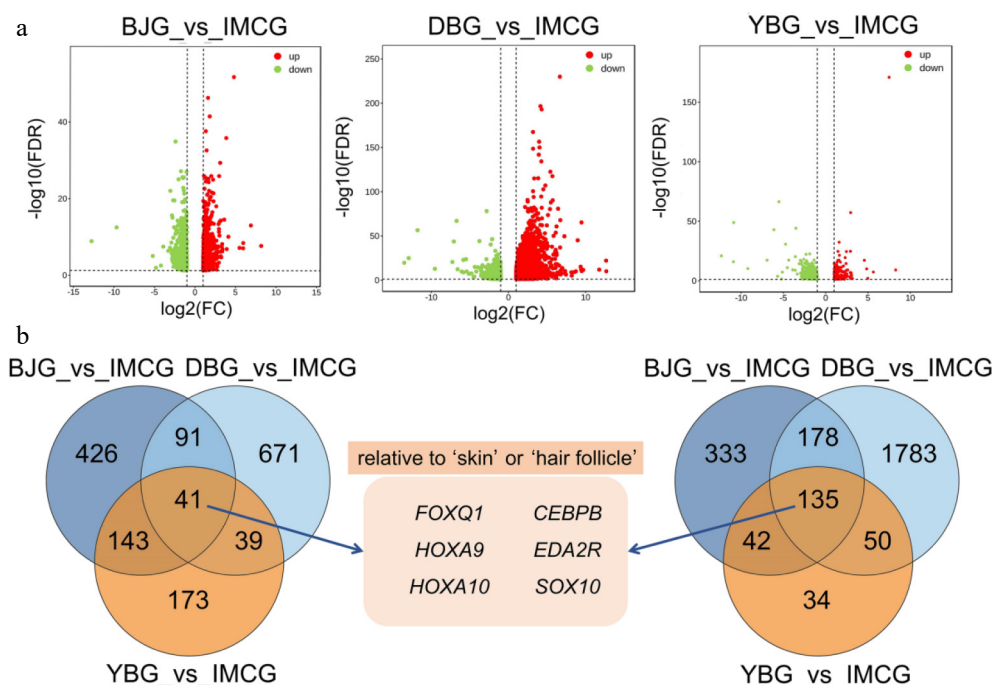 a
BJG_vs_IMCG
DBG_vs_IMCG
YBG_vs_IMCG
up
down
-log10(FDR)
40
20
0
-15
-10
-5
0
5
10
15
log2(FC)
up
down
-log10(FDR)
250
200
150
100
50
0
-10
0
10
log2(FC)
up
down
-log10(FDR)
150
100
50
0
-10
-5
0
5
10
log2(FC)
b
BJG_vs_IMCG DBG_vs_IMCG
426
91
671
41
143
39
173
YBG_vs_IMCG
relative to ‘skin’ or ‘hair follicle’
FOXQ1 CEBPB
HOXA9 EDA2R
HOXA10 SOX10
BJG_vs_IMCG DBG_vs_IMCG
333
178
1783
135
42
50
34
YBG_vs_IMCG